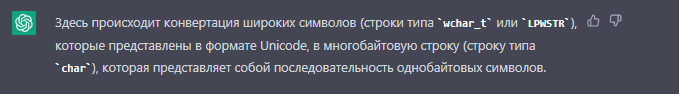 Здесь происходит конвертация широких символов (строки типа `wchar_t` или `LPWSTR`),
которые представлены в формате Unicode, в многобайтовую строку (строку типа
`char`), которая представляет собой последовательность однобайтовых символов.